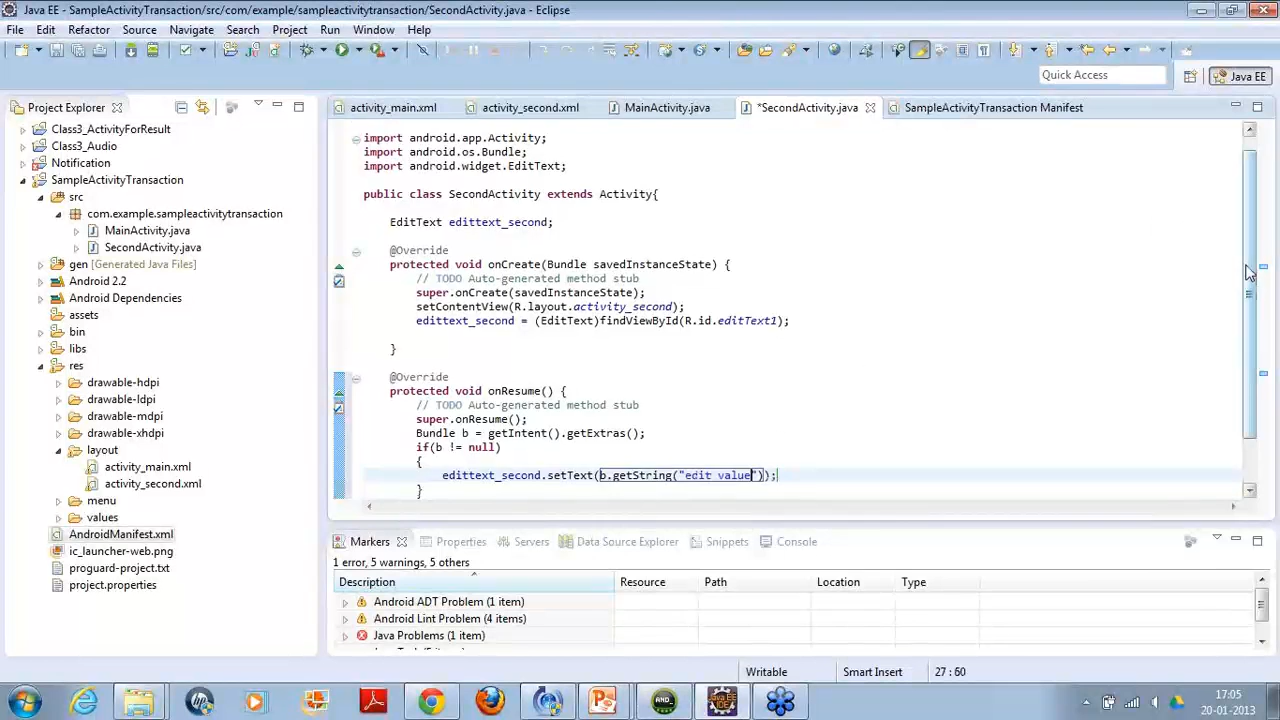 Java EE - SampleActivityTransaction/src/com/example/sampleactivitytransaction/SecondActivity.java - Eclipse
File Edit Refactor Source Navigate Search Project Run Window Help
Quick Access
Java EE
Project Explorer
Class3_ActivityForResult
Class3_Audio
Notification
SampleActivityTransaction
src
com.example.sampleactivitytransaction
MainActivity.java
SecondActivity.java
gen [Generated Java Files]
Android 2.2
Android Dependencies
assets
bin
libs
res
drawable-hdpi
drawable-ldpi
drawable-mdpi
drawable-xhdpi
layout
activity_main.xml
activity_second.xml
menu
values
AndroidManifest.xml
ic_launcher-web.png
proguard-project.txt
project.properties
activity_main.xml activity_second.xml MainActivity.java *SecondActivity.java SampleActivityTransaction Manifest
import android.app.Activity;
import android.os.Bundle;
import android.widget.EditText;
public class SecondActivity extends Activity{
EditText edittext_second;
@Override
protected void onCreate(Bundle savedInstanceState) {
// TODO Auto-generated method stub
super.onCreate(savedInstanceState);
setContentView(R.layout.activity_second);
edittext_second = (EditText)findViewById(R.id.editText1);
}
@Override
protected void onResume() {
// TODO Auto-generated method stub
super.onResume();
Bundle b = getIntent().getExtras();
if(b != null)
{
edittext_second.setText(b.getString("edit value"));
}
Markers Properties Servers Data Source Explorer Snippets Console
1 error, 5 warnings, 5 others
Description Resource Path Location Type
Android ADT Problem (1 item)
Android Lint Problem (4 items)
Java Problems (1 item)
Writable Smart Insert 27 : 60
17:05
20-01-2013